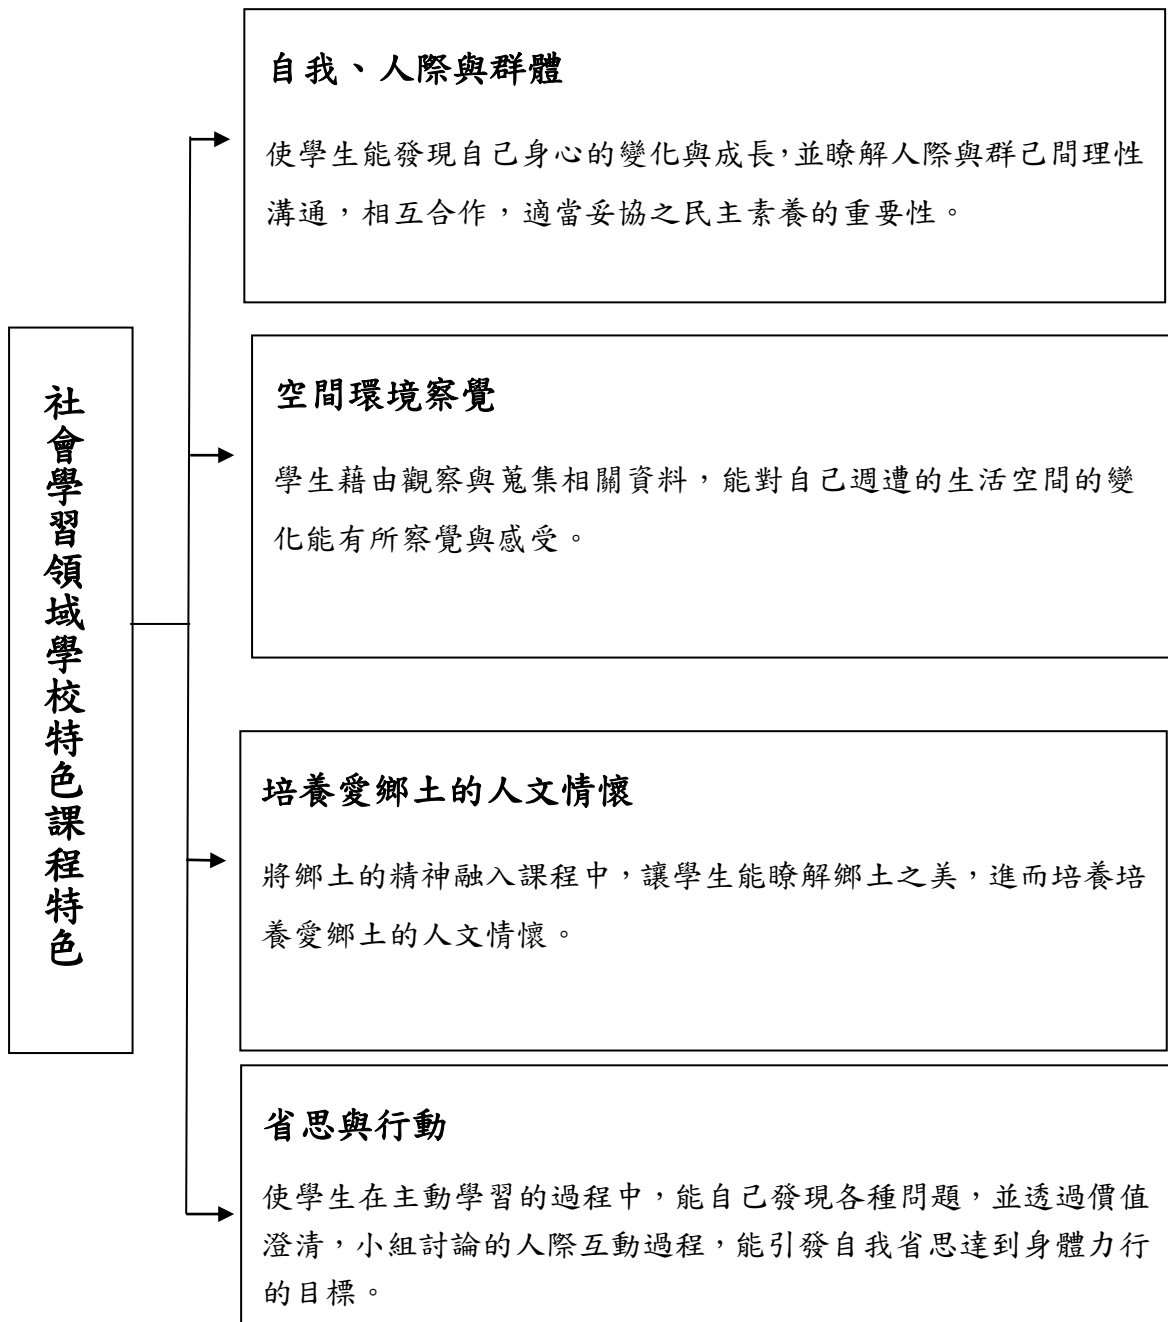 社會學習領域學校特色課程特色
自我、人際與群體
使學生能發現自己身心的變化與成長，並瞭解人際與群己間理性
溝通，相互合作，適當妥協之民主素養的重要性。
空間環境察覺
學生藉由觀察與蒐集相關資料，能對自己週遭的生活空間的變
化能有所察覺與感受。
培養愛鄉土的人文情懷
將鄉土的精神融入課程中，讓學生能瞭解鄉土之美，進而培養培
養愛鄉土的人文情懷。
省思與行動
使學生在主動學習的過程中，能自己發現各種問題，並透過價值
澄清，小組討論的人際互動過程，能引發自我省思達到身體力行
的目標。